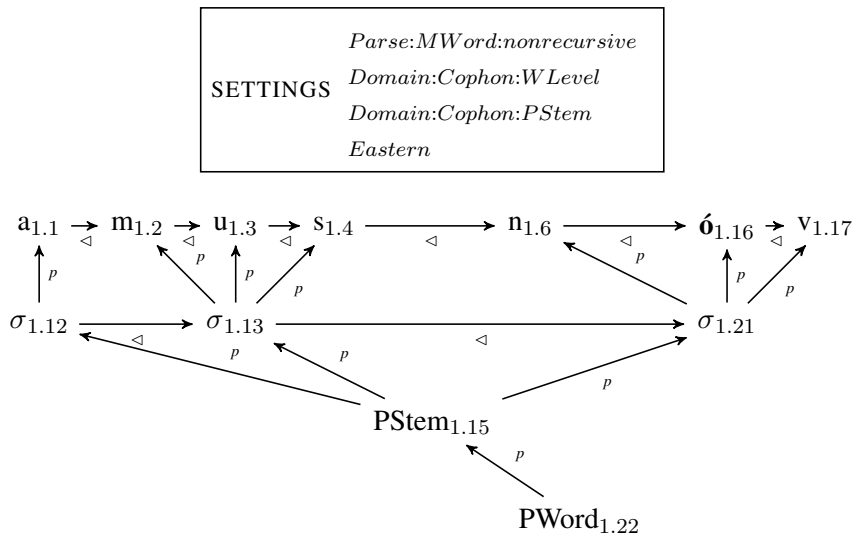 Parse:MWord:nonrecursive
Domain:Cophon:WLevel
SETTINGS
Domain:Cophon:PStem
Eastern
a1.1 ◁ m1.2 ◁ u1.3 ◁ s1.4 ◁ n1.6 ◁ ó1.16 ◁ v1.17
p p p p p p p
σ1.12 ◁ σ1.13 ◁ σ1.21
p p p
PStem1.15
p
PWord1.22